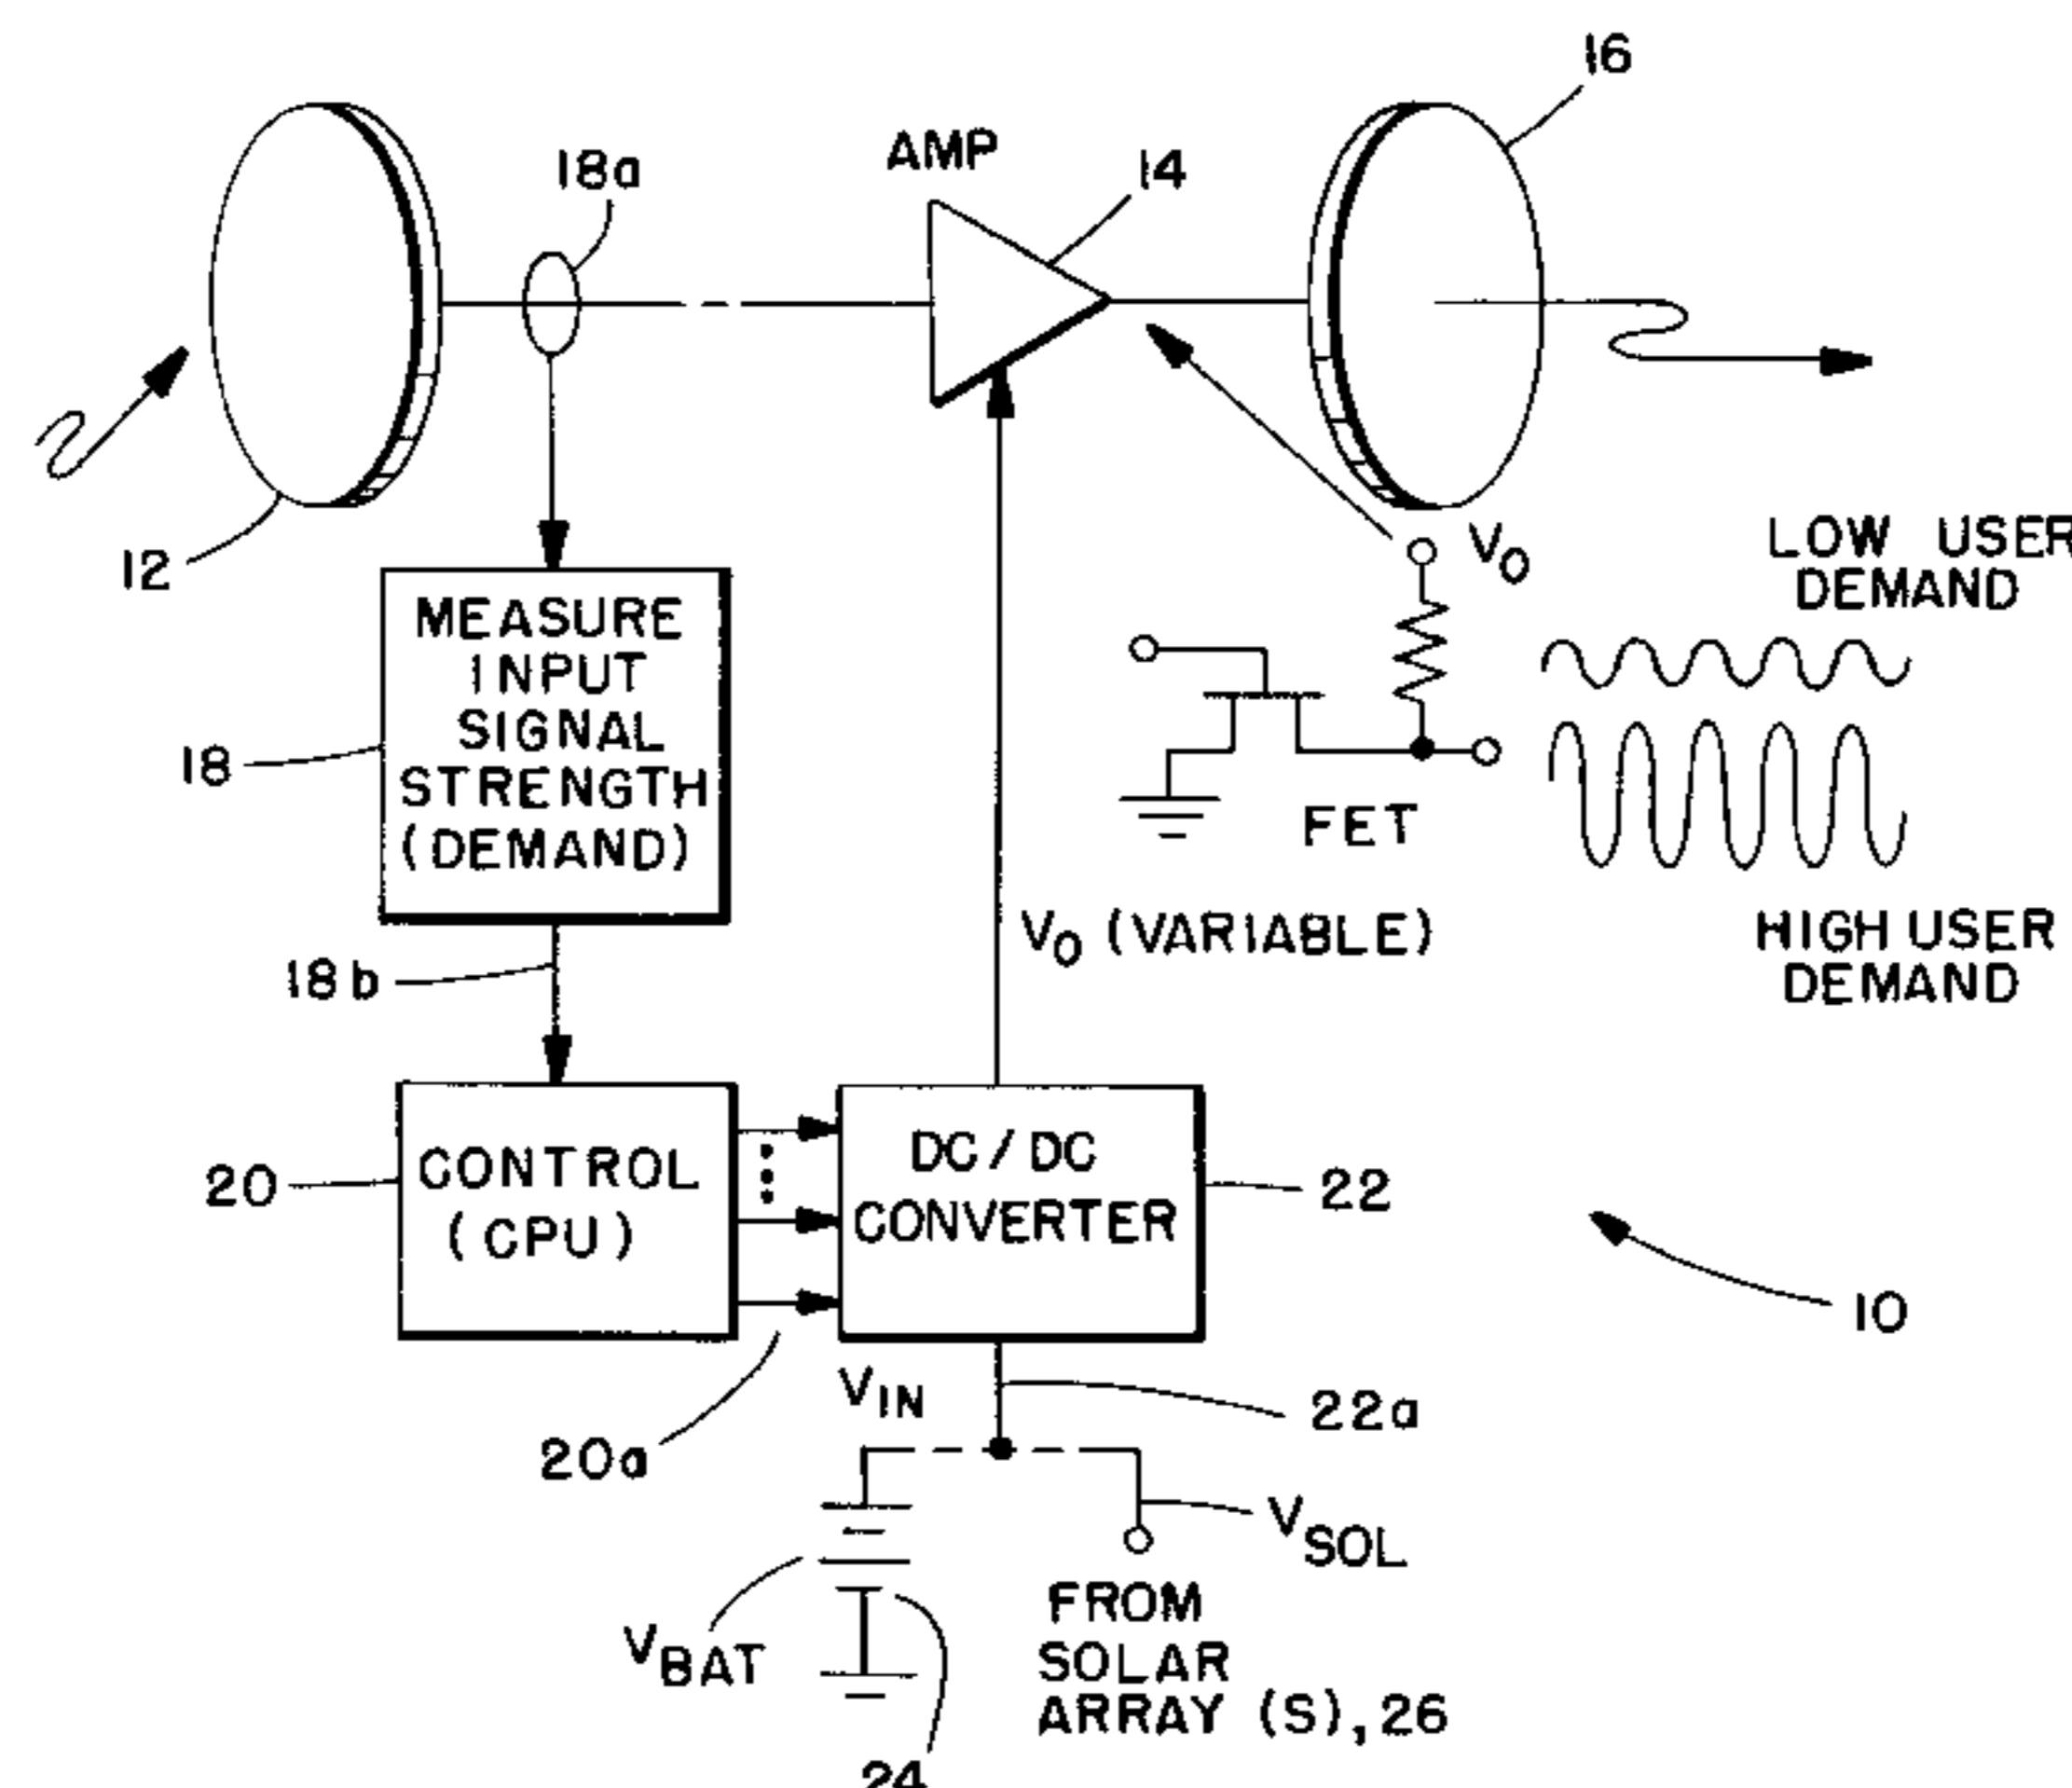 16
AMP
14
18a
12
V0
LOW USER
DEMAND
MEASURE
INPUT
SIGNAL
STRENGTH
(DEMAND)
18
FET
V0 (VARIABLE)
HIGH USER
DEMAND
18b
CONTROL
(CPU)
20
DC/DC
CONVERTER
22
10
VIN
22a
20a
VSOL
VBAT
FROM
SOLAR
ARRAY (S), 26
24